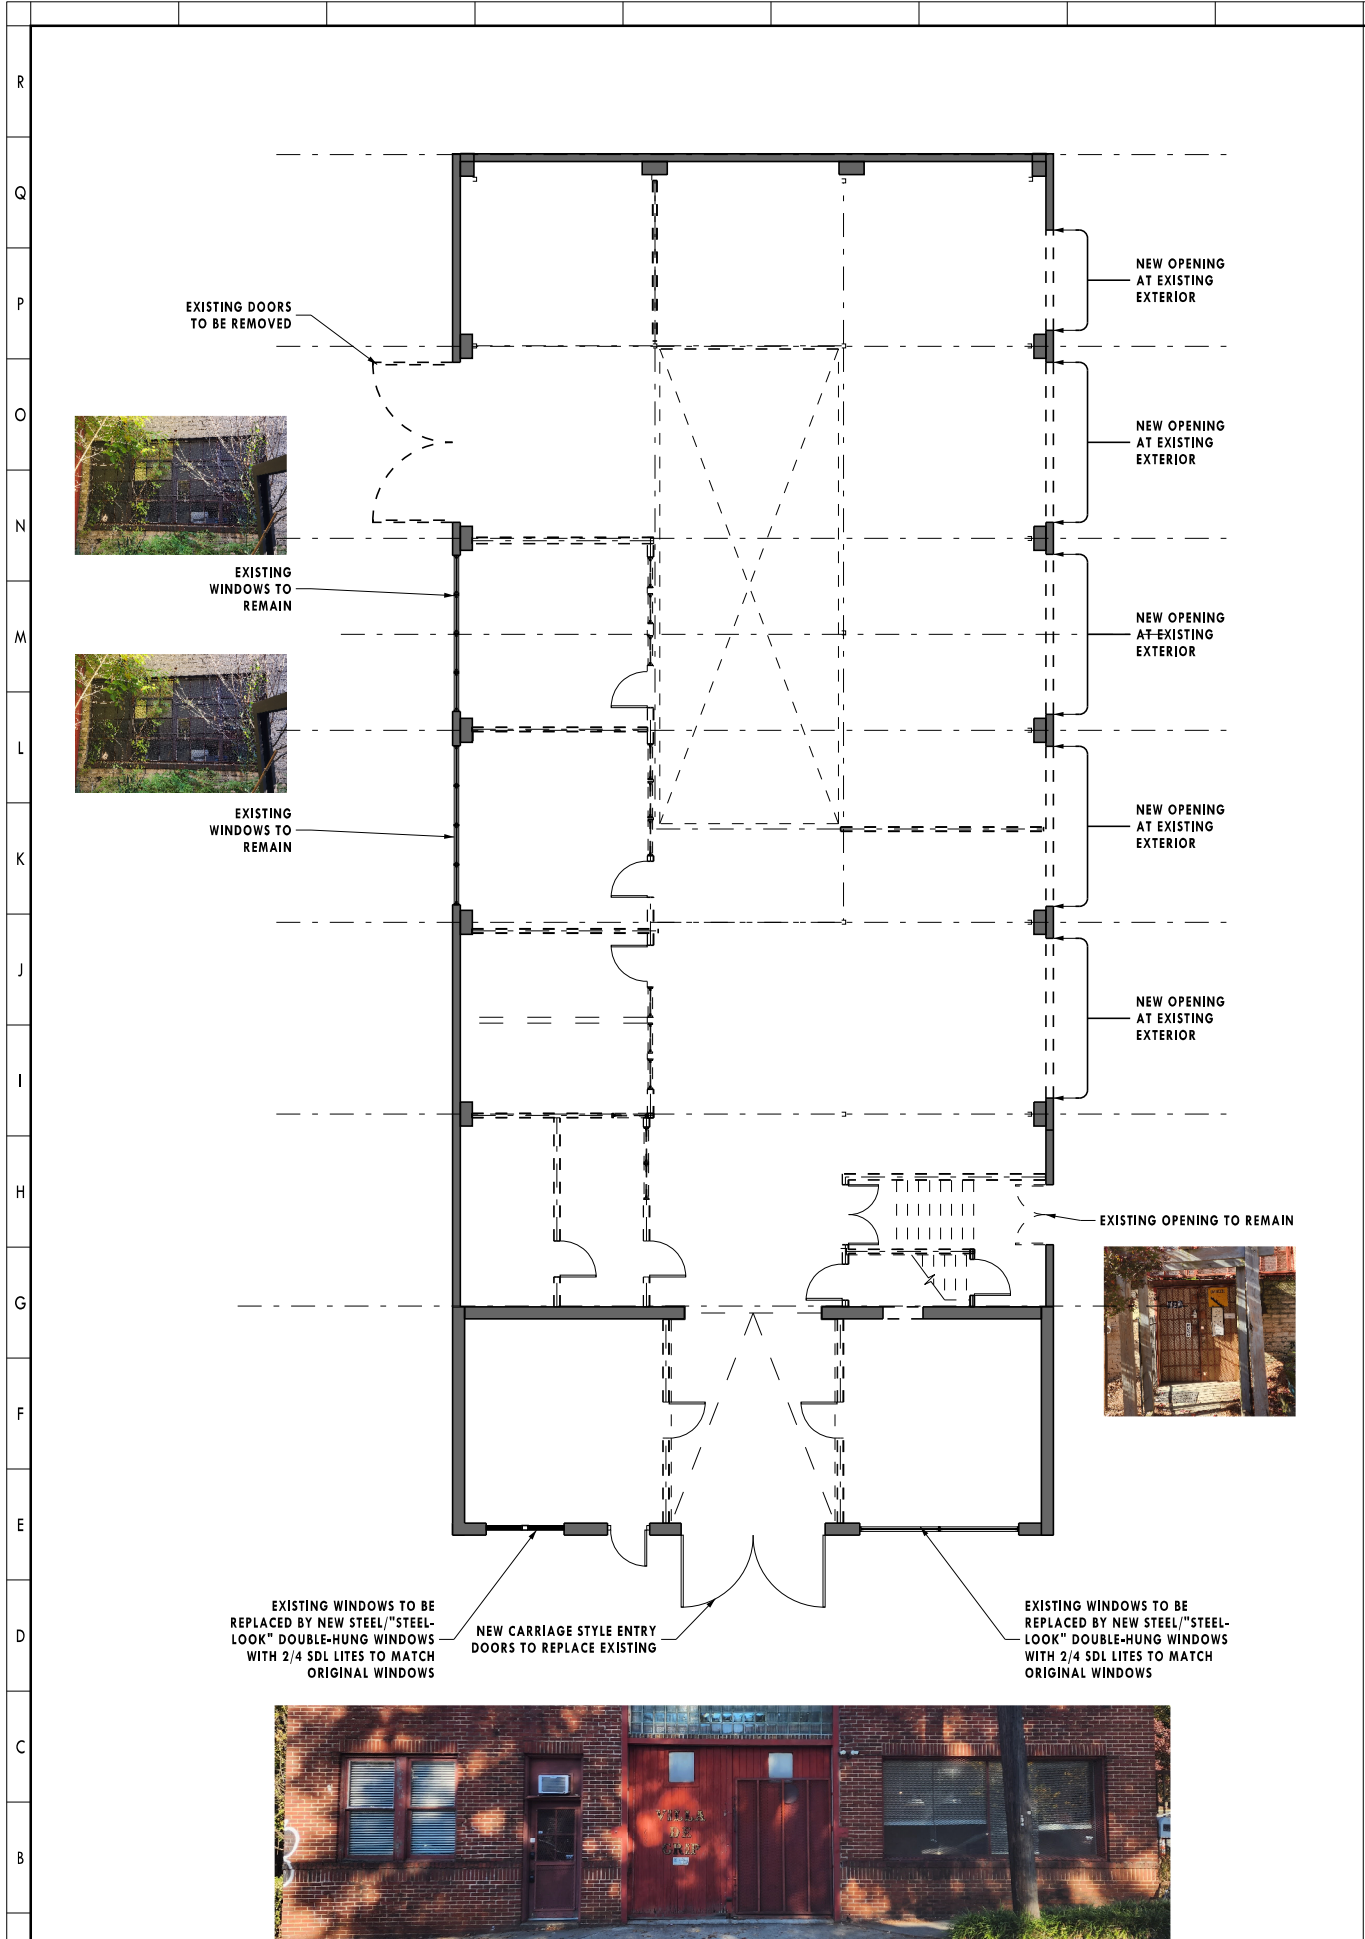 R
Q
P
O
N
M
L
K
J
I
H
G
F
E
D
C
B
NEW OPENING
AT EXISTING
EXTERIOR
EXISTING DOORS
TO BE REMOVED
NEW OPENING
AT EXISTING
EXTERIOR
EXISTING
WINDOWS TO
REMAIN
NEW OPENING
AT EXISTING
EXTERIOR
EXISTING
WINDOWS TO
REMAIN
NEW OPENING
AT EXISTING
EXTERIOR
NEW OPENING
AT EXISTING
EXTERIOR
EXISTING OPENING TO REMAIN
EXISTING WINDOWS TO BE
REPLACED BY NEW STEEL/"STEEL-
LOOK" DOUBLE-HUNG WINDOWS
WITH 2/4 SDL LITES TO MATCH
ORIGINAL WINDOWS
NEW CARRIAGE STYLE ENTRY
DOORS TO REPLACE EXISTING
EXISTING WINDOWS TO BE
REPLACED BY NEW STEEL/"STEEL-
LOOK" DOUBLE-HUNG WINDOWS
WITH 2/4 SDL LITES TO MATCH
ORIGINAL WINDOWS
VILLA
DE